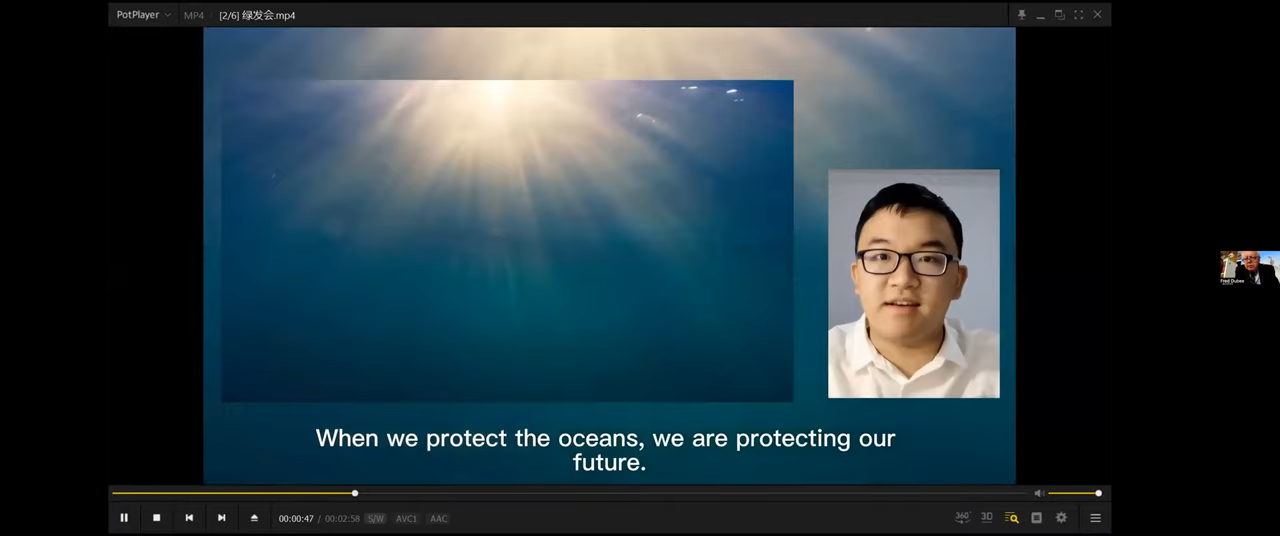 PotPlayer
MP4
[2/6] 绿发会.mp4
Fred Dubee
When we protect the oceans, we are protecting our
future.
00:00:47 / 00:02:58 S/W AVC1 AAC
360° 3D